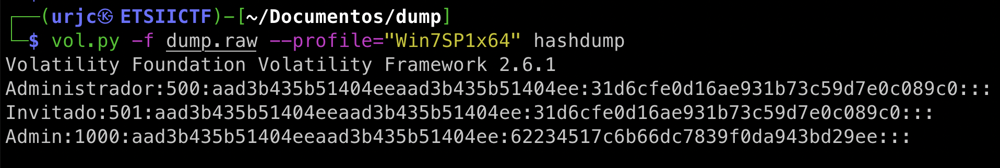 ┌──(urjc㉿ETSIICTF)-[~/Documentos/dump]
└─$ vol.py -f dump.raw --profile="Win7SP1x64" hashdump
Volatility Foundation Volatility Framework 2.6.1
Administrador:500:aad3b435b51404eeaad3b435b51404ee:31d6cfe0d16ae931b73c59d7e0c089c0:::
Invitado:501:aad3b435b51404eeaad3b435b51404ee:31d6cfe0d16ae931b73c59d7e0c089c0:::
Admin:1000:aad3b435b51404eeaad3b435b51404ee:62234517c6b66dc7839f0da943bd29ee:::